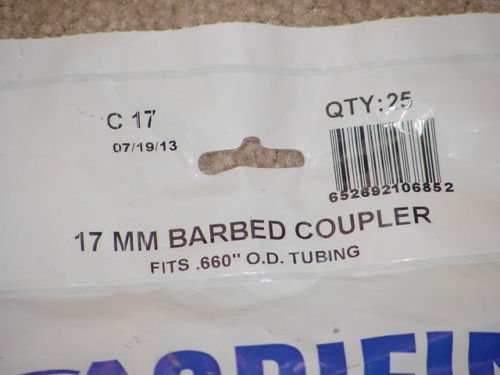 C 17
07/19/13
QTY:25
652692106852
17 MM BARBED COUPLER
FITS .660" O.D. TUBING